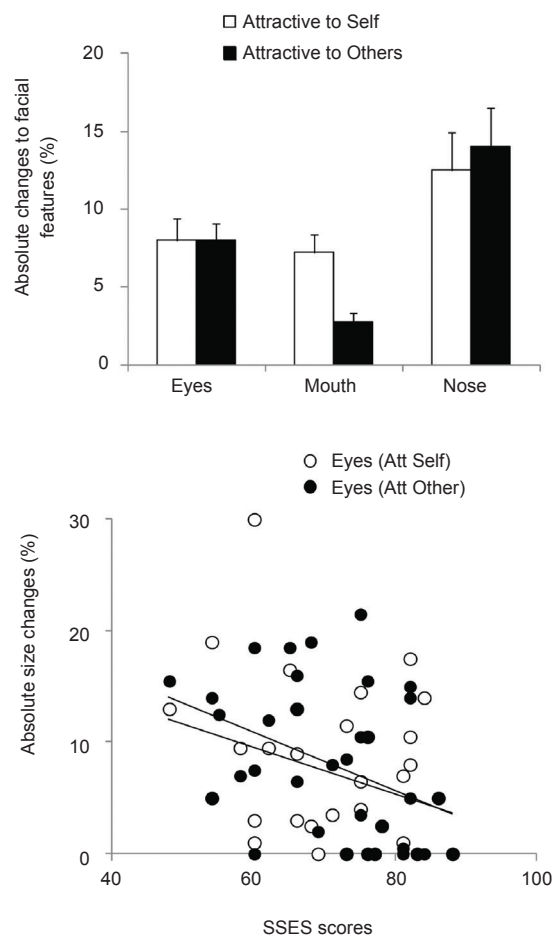 Attractive to Self
Attractive to Others
Absolute changes to facial
features (%)
20
15
10
5
0
Eyes Mouth Nose
Eyes (Att Self)
Eyes (Att Other)
Absolute size changes (%)
30
20
10
0
40 60 80 100
SSES scores